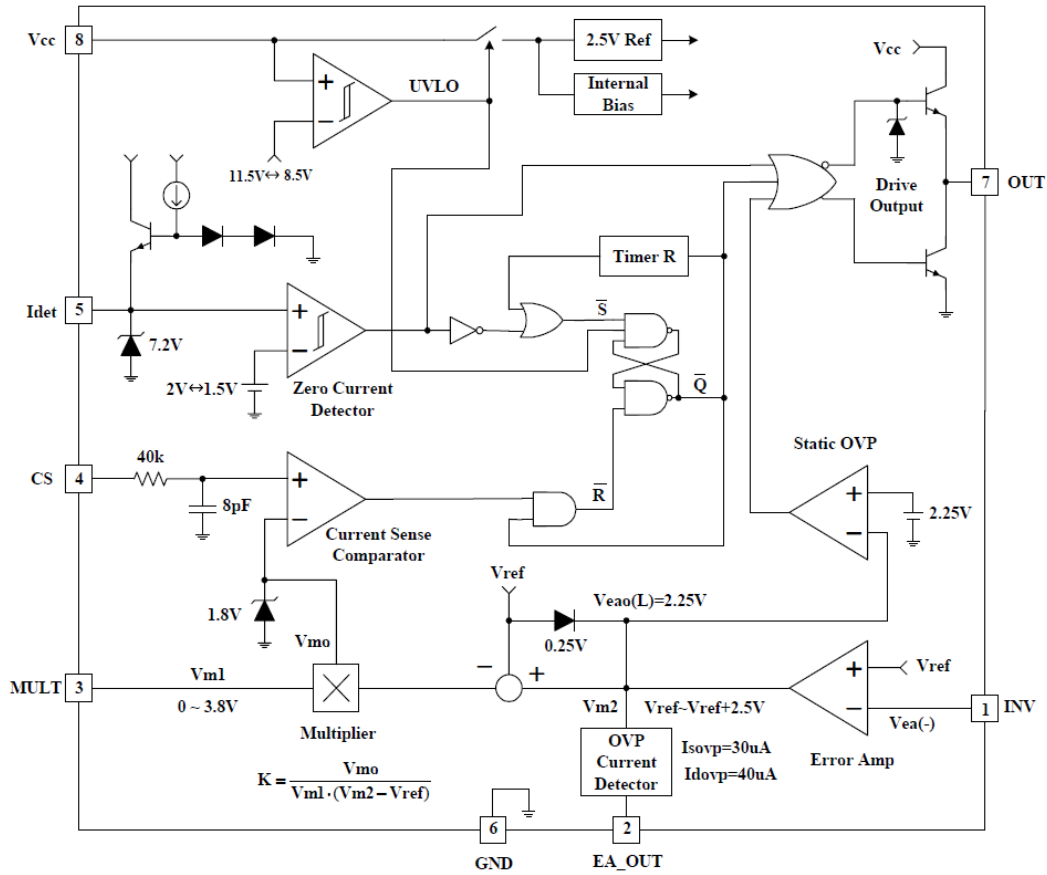 Vcc
8
2.5V Ref
Vcc
+
UVLO
Internal
Bias
−
11.5V↔8.5V
Drive
Output
7
OUT
Timer R
Idet
5
+
S̅
7.2V
−
2V↔1.5V
Zero Current
Detector
Q̅
Static OVP
40k
CS
4
+
8pF
R̅
+
2.25V
−
Current Sense
Comparator
−
Vref
1.8V
Veao(L)=2.25V
0.25V
Vmo
−
+
+
Vref
MULT
3
Vm1
0 ~ 3.8V
Vm2
Vref~Vref+2.5V
−
1
INV
Vea(-)
Multiplier
OVP
Current
Detector
Isovp=30uA
Idovp=40uA
Error Amp
K = Vmo / Vm1·(Vm2−Vref)
6
2
GND
EA_OUT